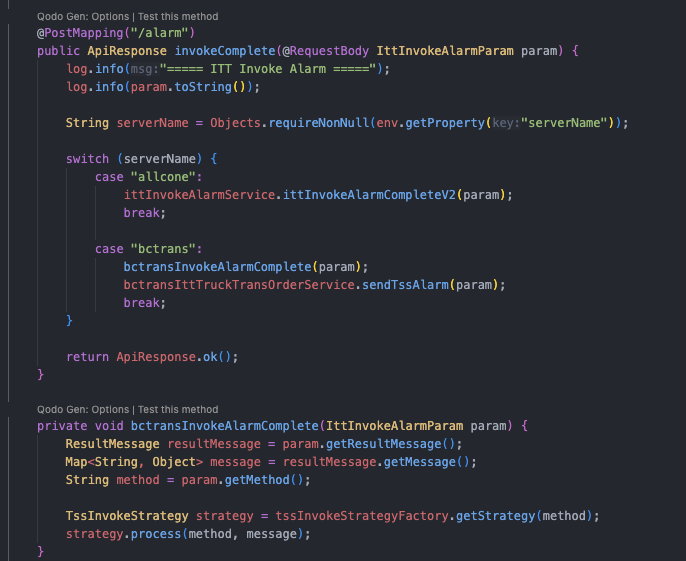 Qodo Gen: Options | Test this method
@PostMapping("/alarm")
public ApiResponse invokeComplete(@RequestBody IttInvokeAlarmParam param) {
log.info(msg:"===== ITT Invoke Alarm =====");
log.info(param.toString());
String serverName = Objects.requireNonNull(env.getProperty(key:"serverName"));
switch (serverName) {
case "allcone":
ittInvokeAlarmService.ittInvokeAlarmCompleteV2(param);
break;
case "bctrans":
bctransInvokeAlarmComplete(param);
bctransIttTruckTransOrderService.sendTssAlarm(param);
break;
}
return ApiResponse.ok();
}
Qodo Gen: Options | Test this method
private void bctransInvokeAlarmComplete(IttInvokeAlarmParam param) {
ResultMessage resultMessage = param.getResultMessage();
Map<String, Object> message = resultMessage.getMessage();
String method = param.getMethod();
TssInvokeStrategy strategy = tssInvokeStrategyFactory.getStrategy(method);
strategy.process(method, message);
}